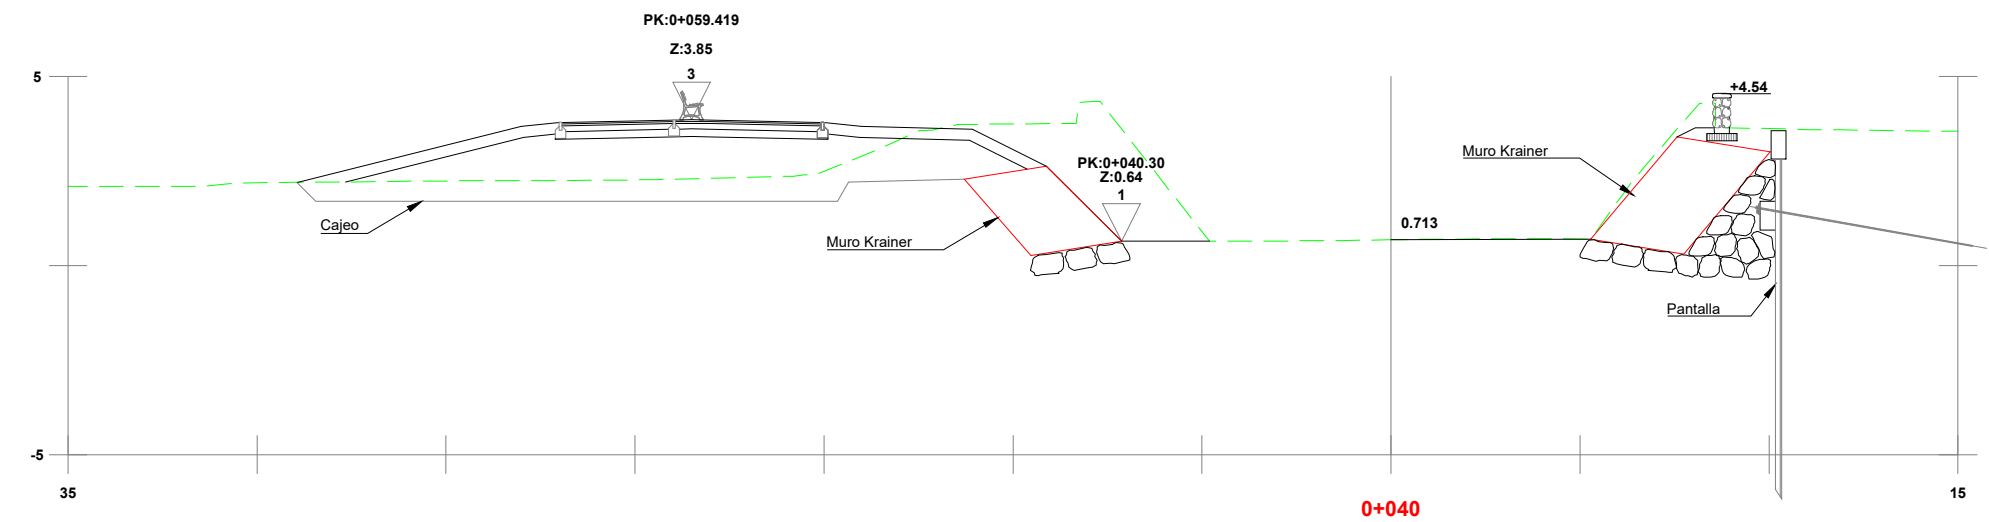 PK:0+059.419
Z:3.85
3
5
+4.54
Muro Krainer
PK:0+040.30
Z:0.64
1
0.713
Cajeo
Muro Krainer
Pantalla
-5
35
15
0+040